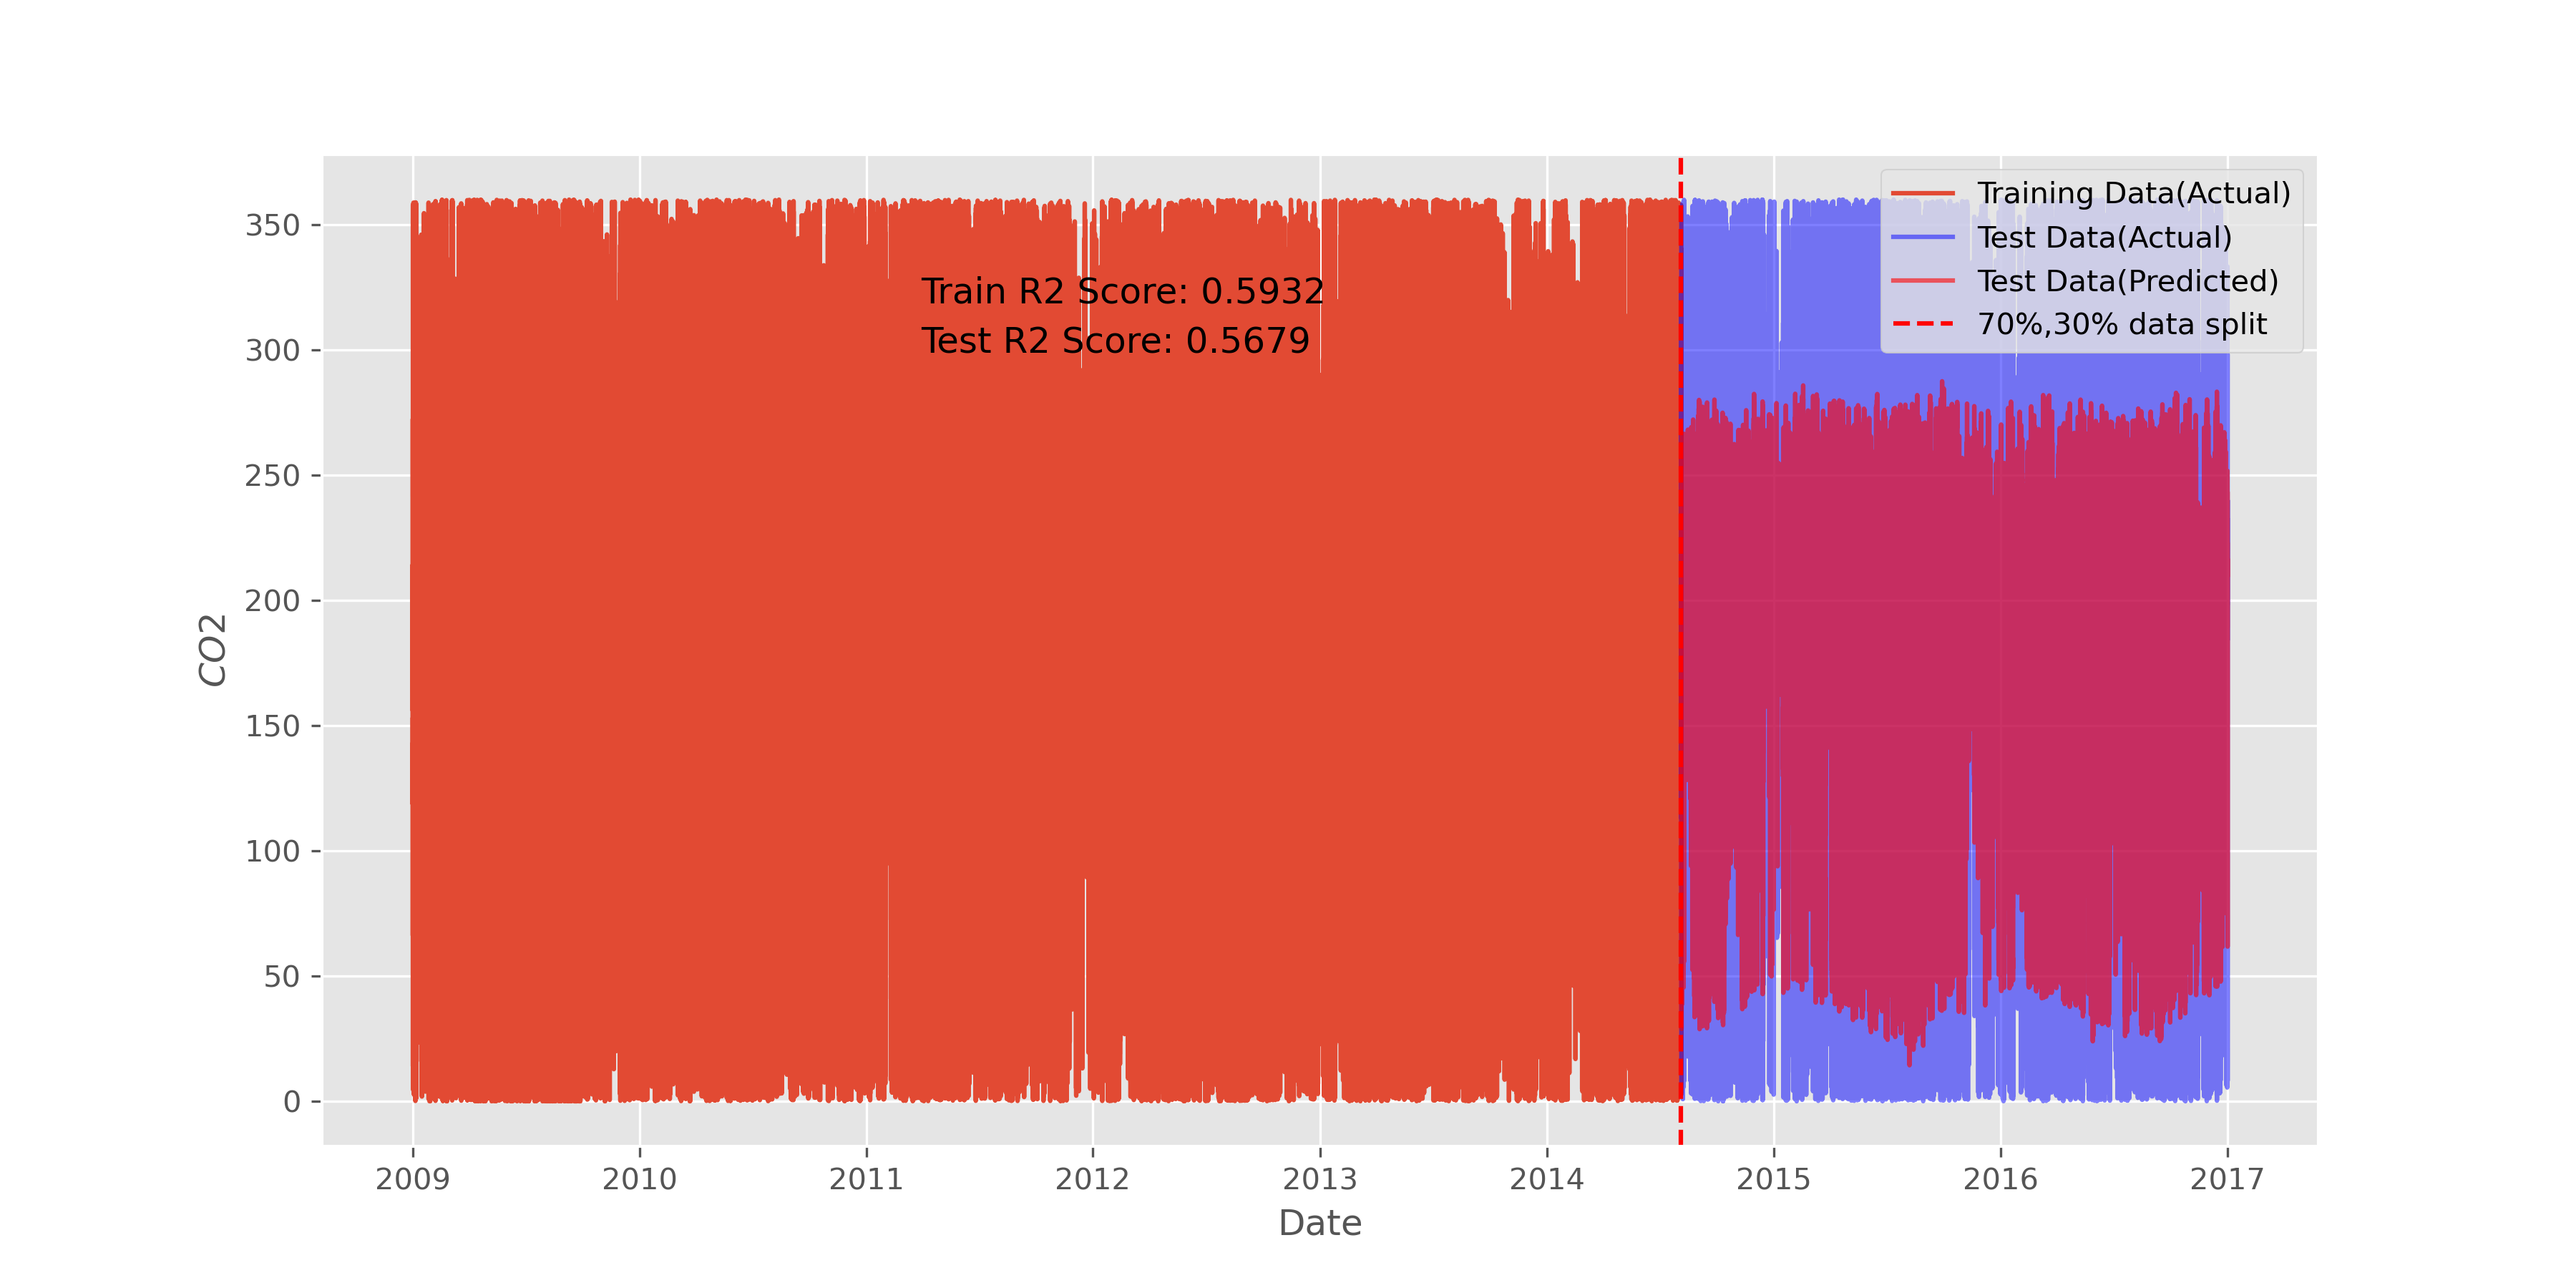 Training Data(Actual)
Test Data(Actual)
Test Data(Predicted)
70%,30% data split
Train R2 Score: 0.5932
Test R2 Score: 0.5679
350
300
250
200
150
100
50
0
CO2
2009 2010 2011 2012 2013 2014 2015 2016 2017
Date